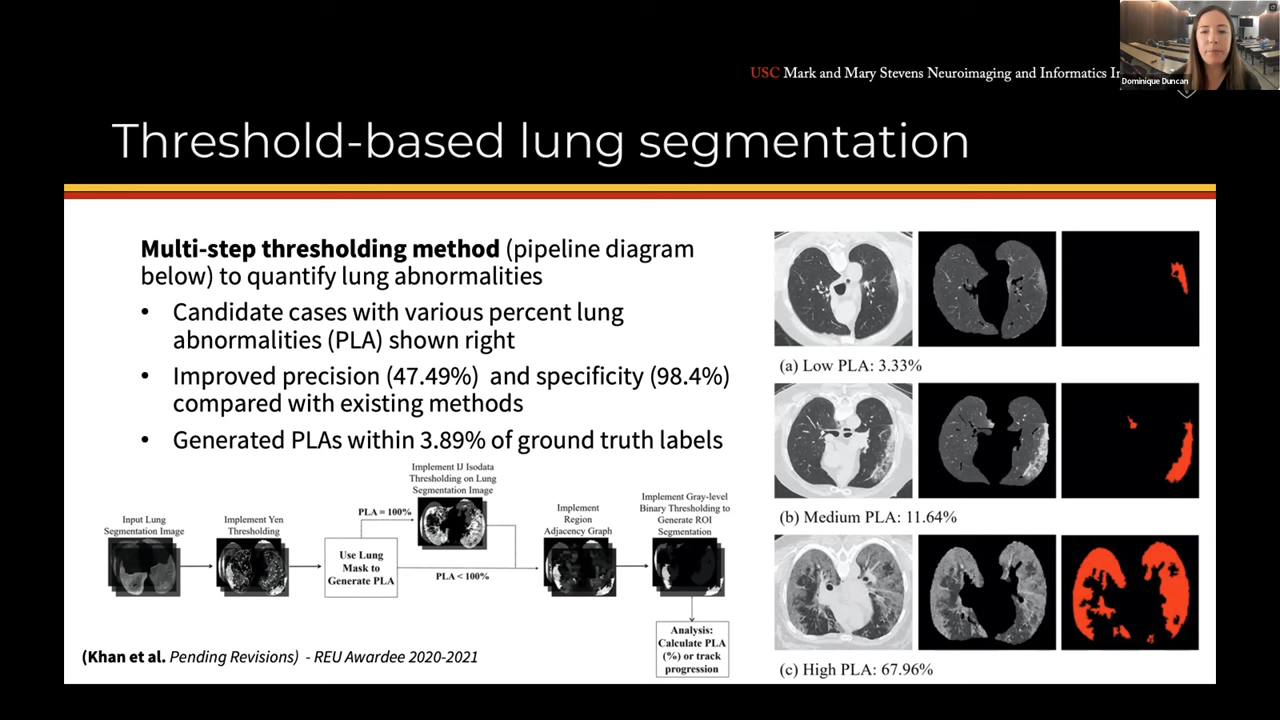 USC Mark and Mary Stevens Neuroimaging and Informatics
Dominique Duncan
Threshold-based lung segmentation
Multi-step thresholding method (pipeline diagram
below) to quantify lung abnormalities
• Candidate cases with various percent lung
abnormalities (PLA) shown right
• Improved precision (47.49%) and specificity (98.4%)
compared with existing methods
• Generated PLAs within 3.89% of ground truth labels
Input Lung
Segmentation Image
Implement Yen
Thresholding
Use Lung
Mask to
Generate PLA
PLA = 100%
PLA < 100%
Implement IJ Isodata
Thresholding on Lung
Segmentation Image
Implement
Region
Adjacency Graph
Implement Gray-level
Binary Thresholding to
Generate ROI
Segmentation
Analysis:
Calculate PLA
(%) or track
progression
(Khan et al. Pending Revisions) - REU Awardee 2020-2021
(a) Low PLA: 3.33%
(b) Medium PLA: 11.64%
(c) High PLA: 67.96%